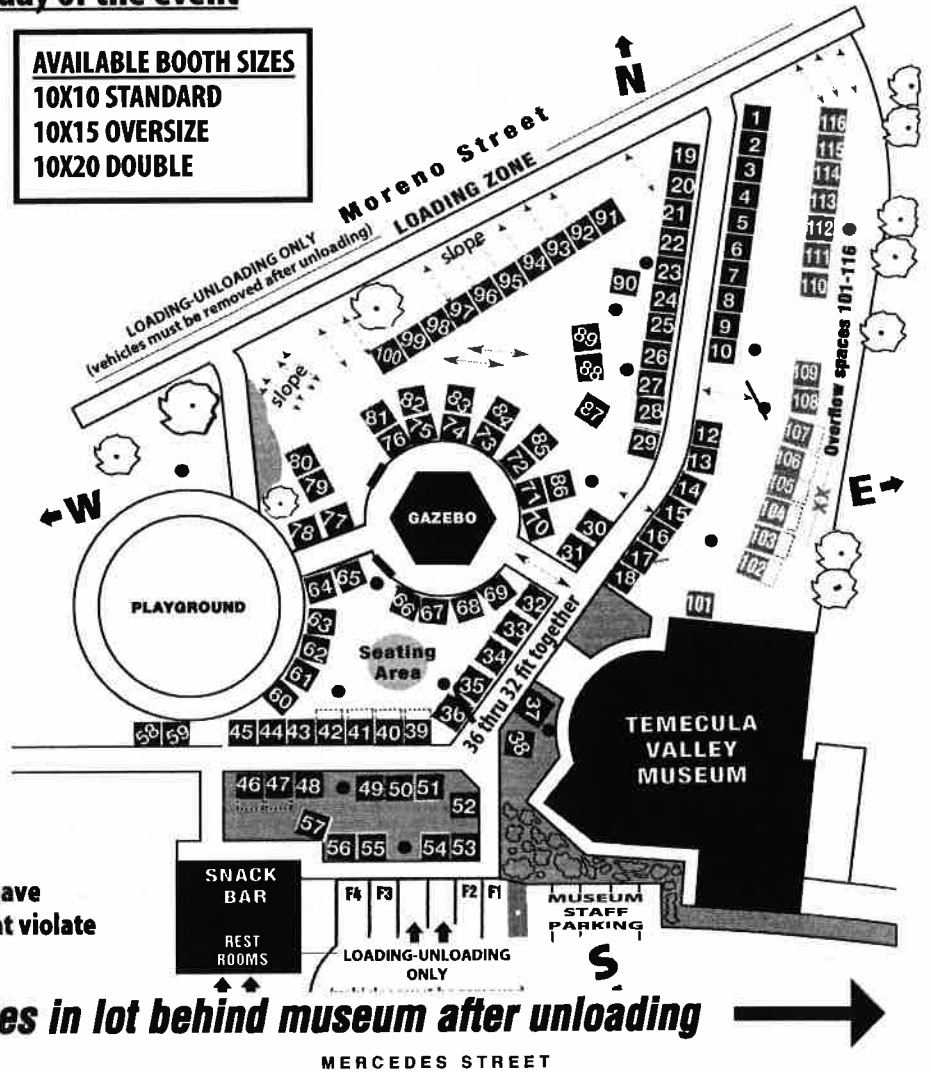 day of the event
AVAILABLE BOOTH SIZES
10X10 STANDARD
10X15 OVERSIZE
10X20 DOUBLE
N
Moreno Street
LOADING ZONE
LOADING-UNLOADING ONLY
(vehicles must be removed after unloading)
slope
slope
1
2
3
4
5
6
7
8
9
10
12
13
14
15
16
17
18
19
20
21
22
23
24
25
26
27
28
29
30
31
116
115
114
113
112
111
110
109
108
107
106
105
104
103
102
101
XX
Overflow spaces 101-116
E
W
91
92
93
94
95
96
97
98
99
100
90
89
88
87
81
82
83
84
85
86
76
75
74
73
72
71
70
80
79
78
77
GAZEBO
PLAYGROUND
64
65
66
67
68
69
63
62
61
60
Seating
Area
32
33
34
35
36
36 thru 32 fit together
37
38
58
59
45
44
43
42
41
40
39
46
47
48
49
50
51
52
57
56
55
54
53
TEMECULA
VALLEY
MUSEUM
SNACK
BAR
REST
ROOMS
F4
F3
F2
F1
LOADING-UNLOADING
ONLY
MUSEUM
STAFF
PARKING
S
ave
at violate
es in lot behind museum after unloading
MERCEDES STREET